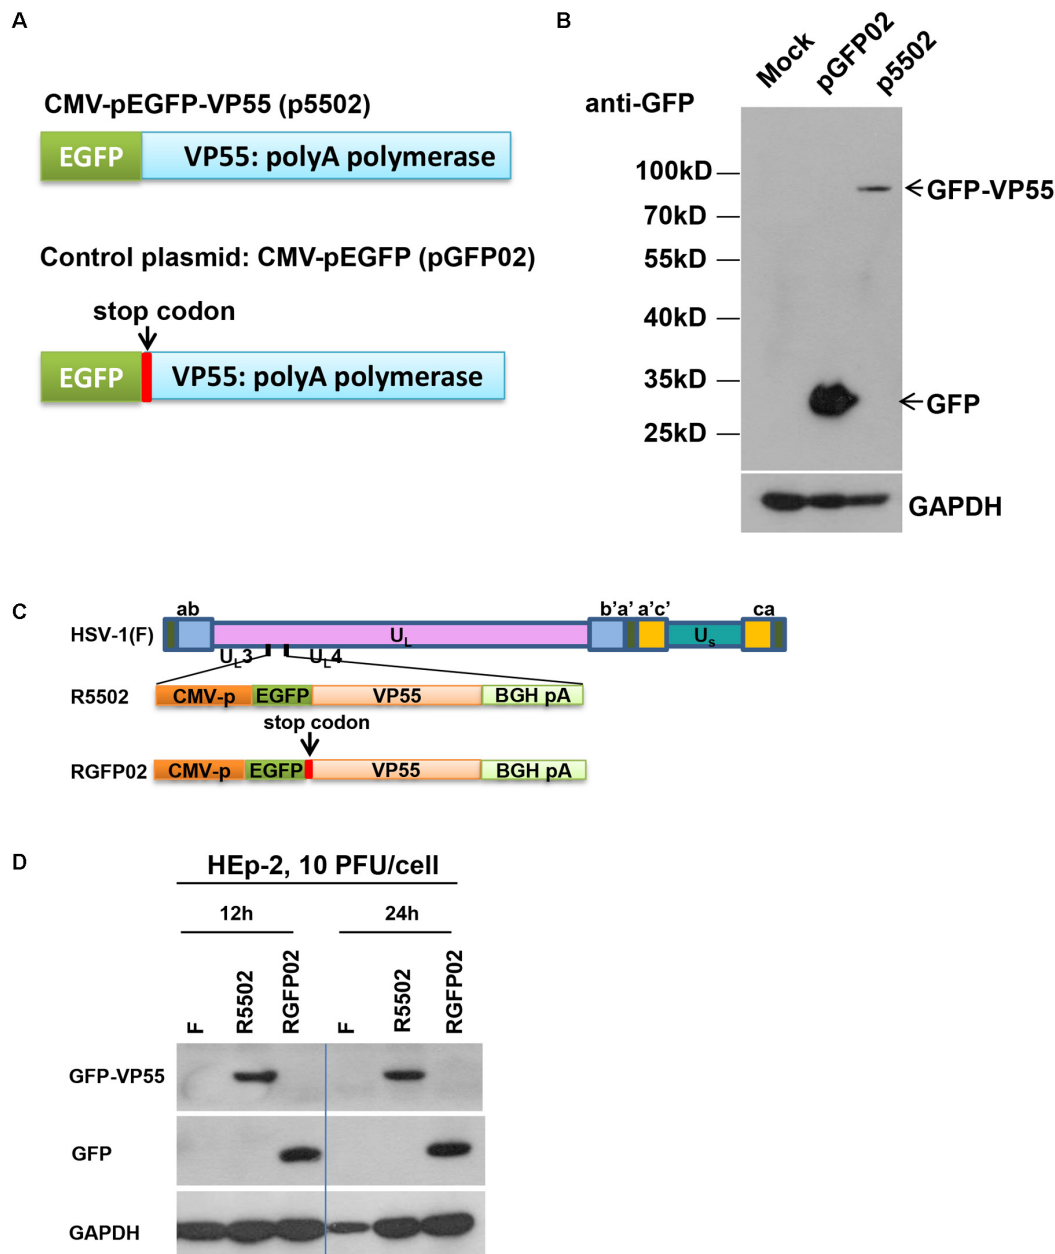 A
CMV-pEGFP-VP55 (p5502)
EGFP VP55: polyA polymerase
Control plasmid: CMV-pEGFP (pGFP02)
stop codon
EGFP VP55: polyA polymerase
B
Mock pGFP02 p5502
anti-GFP
100kD
GFP-VP55
70kD
55kD
40kD
35kD
GFP
25kD
GAPDH
C
ab b'a' a'c' ca
HSV-1(F) UL Us
UL3 UL4
R5502 CMV-p EGFP VP55 BGH pA
stop codon
RGFP02 CMV-p EGFP VP55 BGH pA
D
HEp-2, 10 PFU/cell
12h 24h
F R5502 RGFP02 F R5502 RGFP02
GFP-VP55
GFP
GAPDH